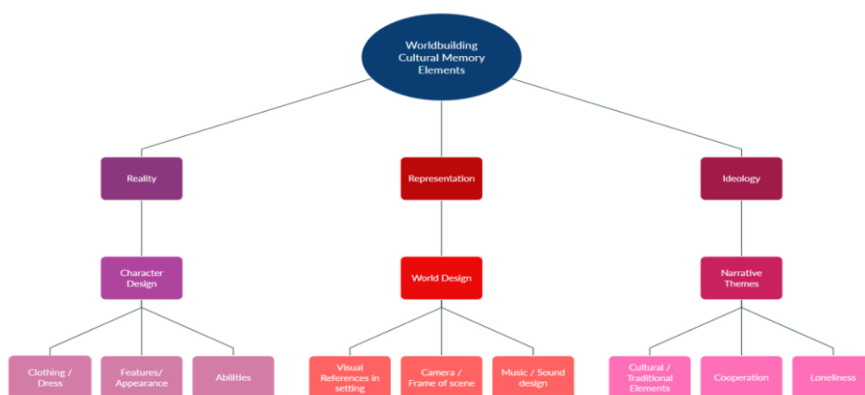 Worldbuilding
Cultural Memory
Elements
Reality
Representation
Ideology
Character
Design
World Design
Narrative
Themes
Clothing /
Dress
Features/
Appearance
Abilities
Visual
References in
setting
Camera /
Frame of scene
Music / Sound
design
Cultural /
Traditional
Elements
Cooperation
Loneliness